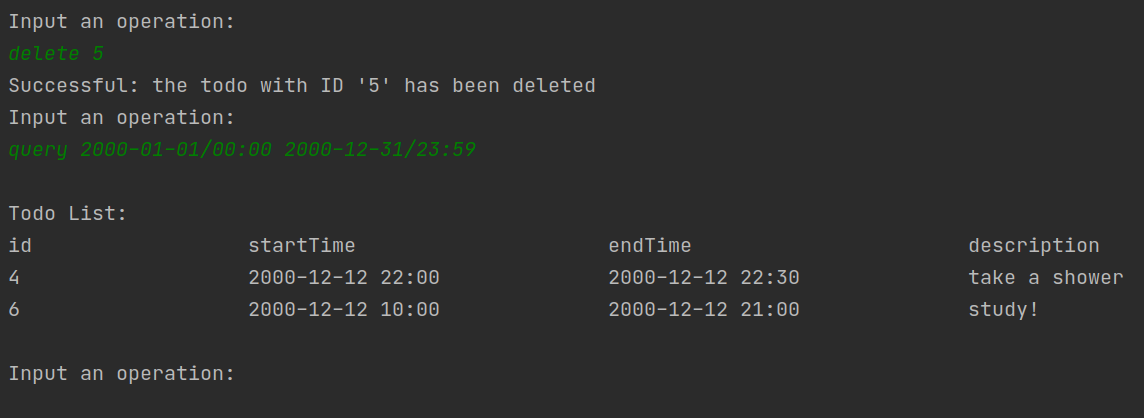 Input an operation:
delete 5
Successful: the todo with ID '5' has been deleted
Input an operation:
query 2000-01-01/00:00 2000-12-31/23:59
Todo List:
id startTime endTime description
4 2000-12-12 22:00 2000-12-12 22:30 take a shower
6 2000-12-12 10:00 2000-12-12 21:00 study!
Input an operation: